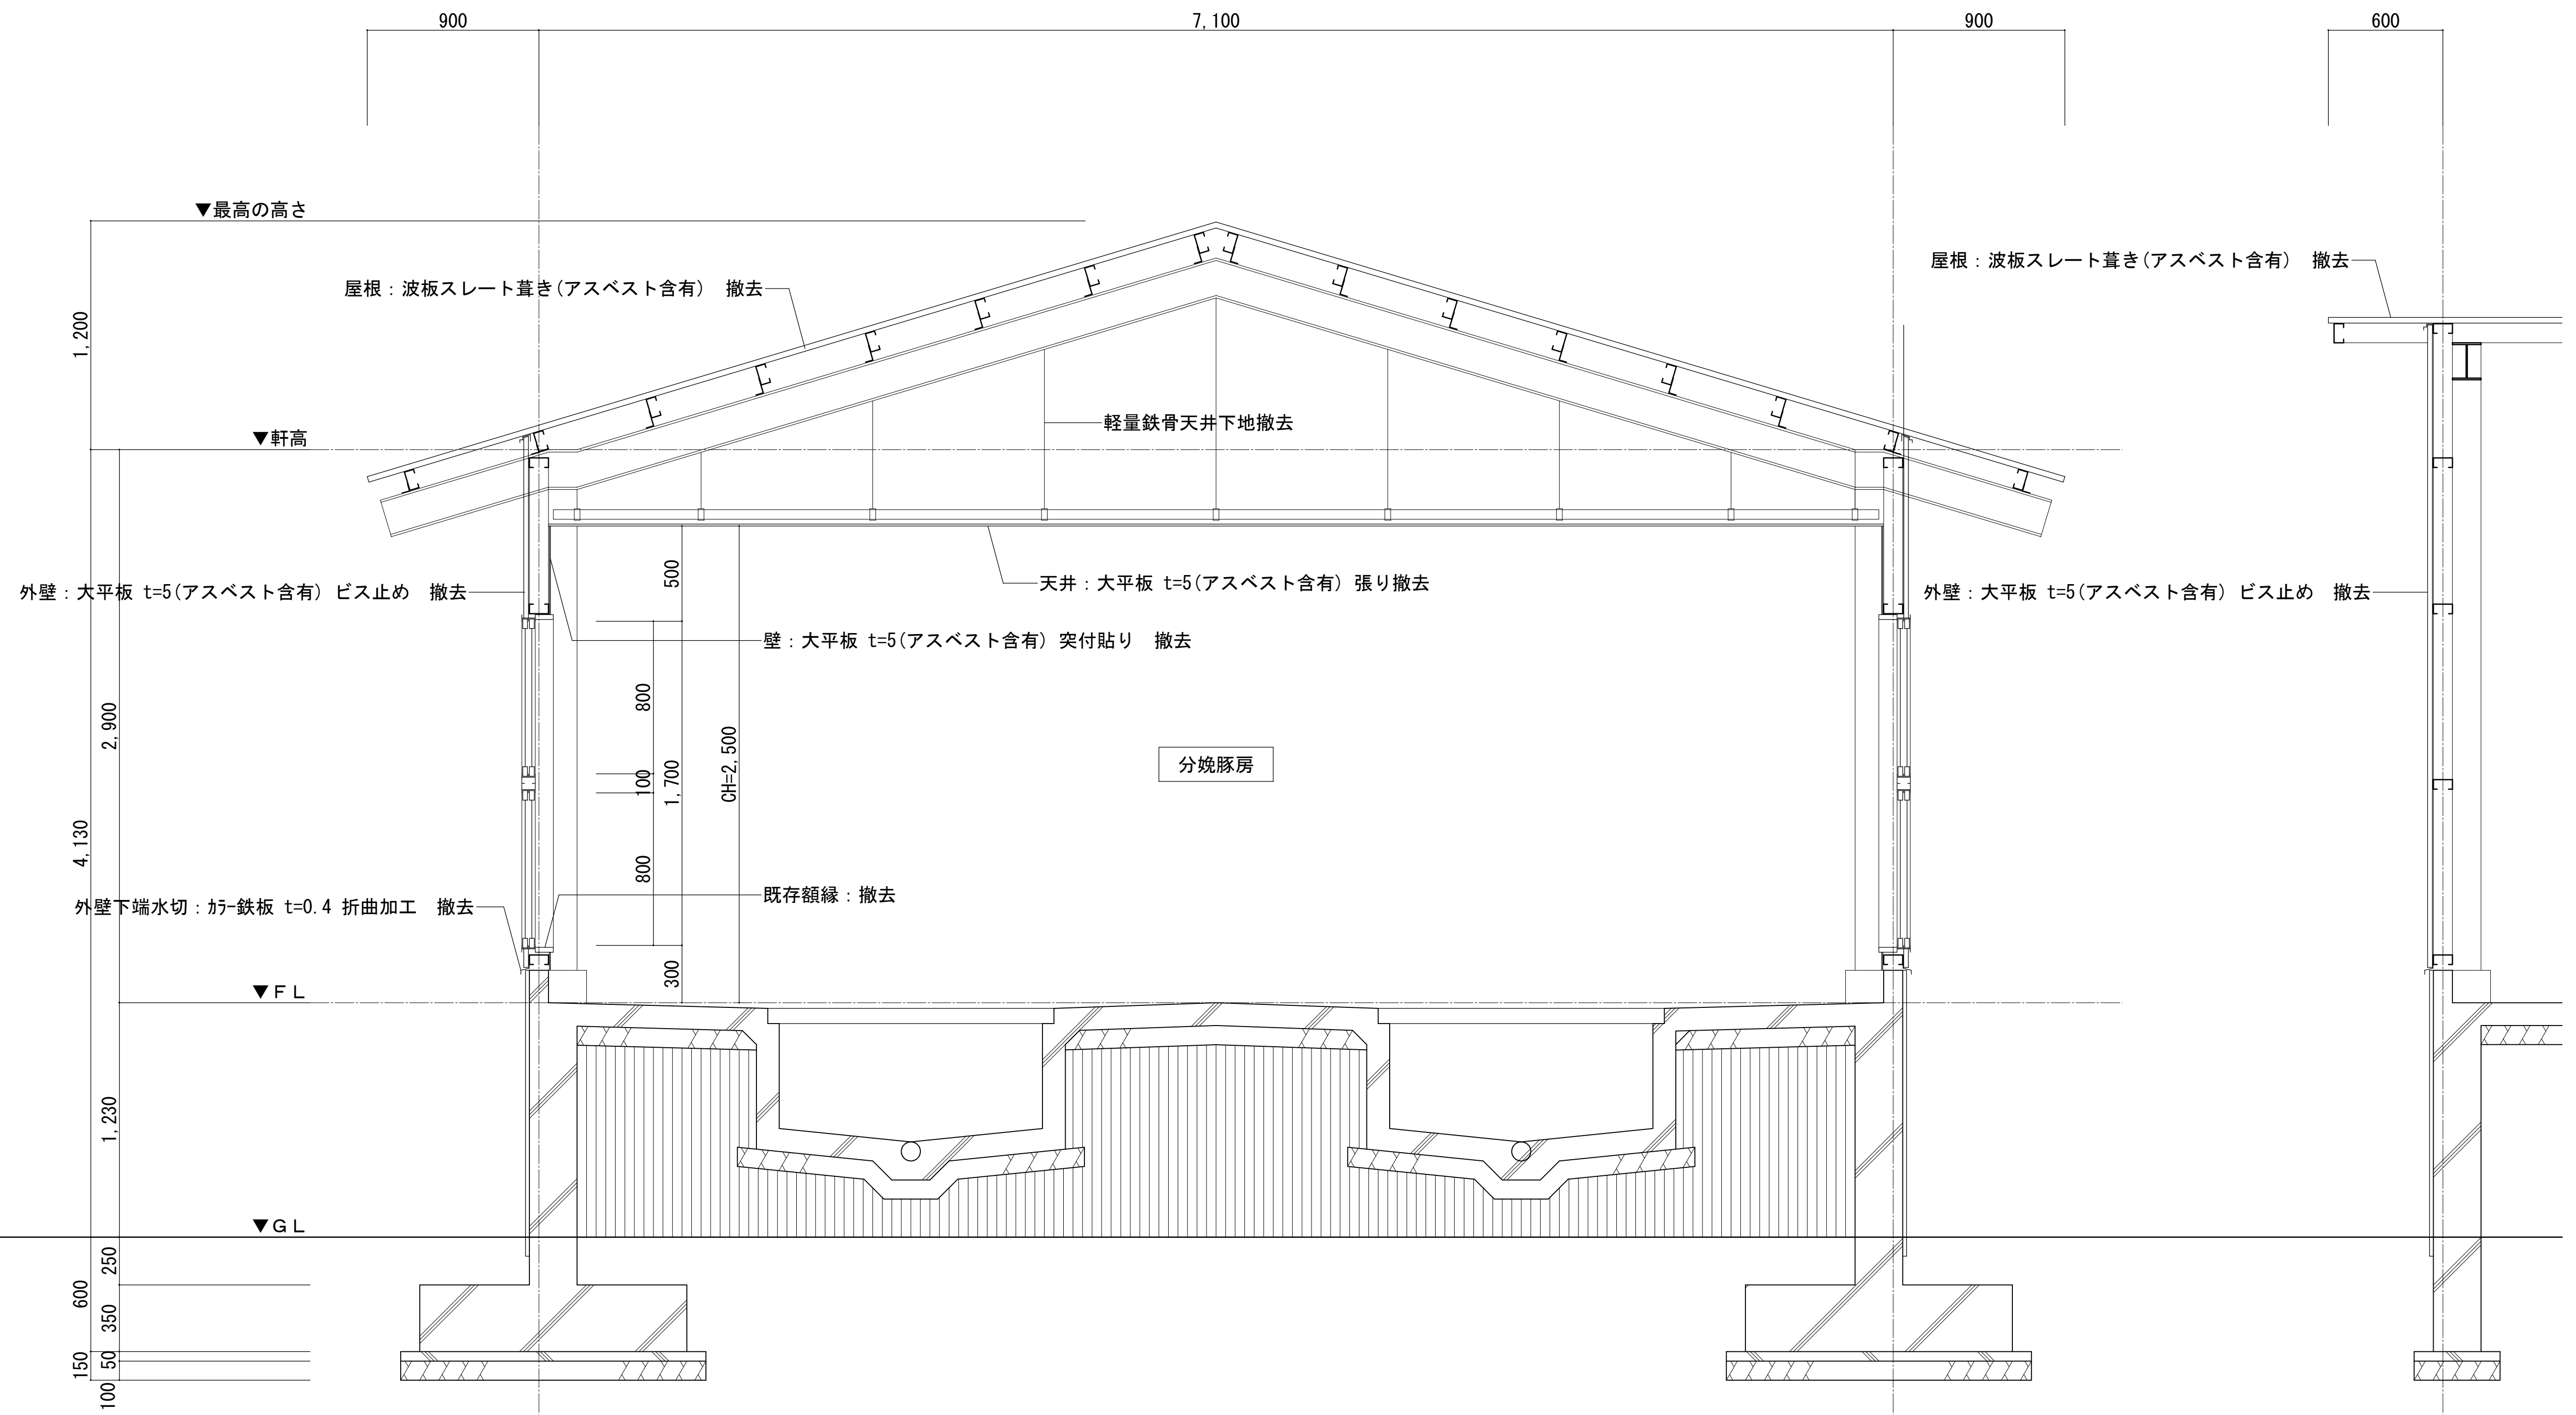 900
7,100
900
600
▼最高の高さ
屋根：波板スレート葺き(アスベスト含有)　撤去
屋根：波板スレート葺き(アスベスト含有)　撤去
1,200
軽量鉄骨天井下地撤去
▼軒高
500
天井：大平板 t=5(アスベスト含有) 張り撤去
外壁：大平板 t=5(アスベスト含有) ビス止め　撤去
外壁：大平板 t=5(アスベスト含有) ビス止め　撤去
壁：大平板 t=5(アスベスト含有) 突付貼り　撤去
800
2,900
100
1,700
CH=2,500
分娩豚房
4,130
800
既存額縁：撤去
外壁下端水切：ｶﾗｰ鉄板 t=0.4 折曲加工　撤去
300
▼ＦＬ
1,230
▼ＧＬ
250
600
350
150
50
100